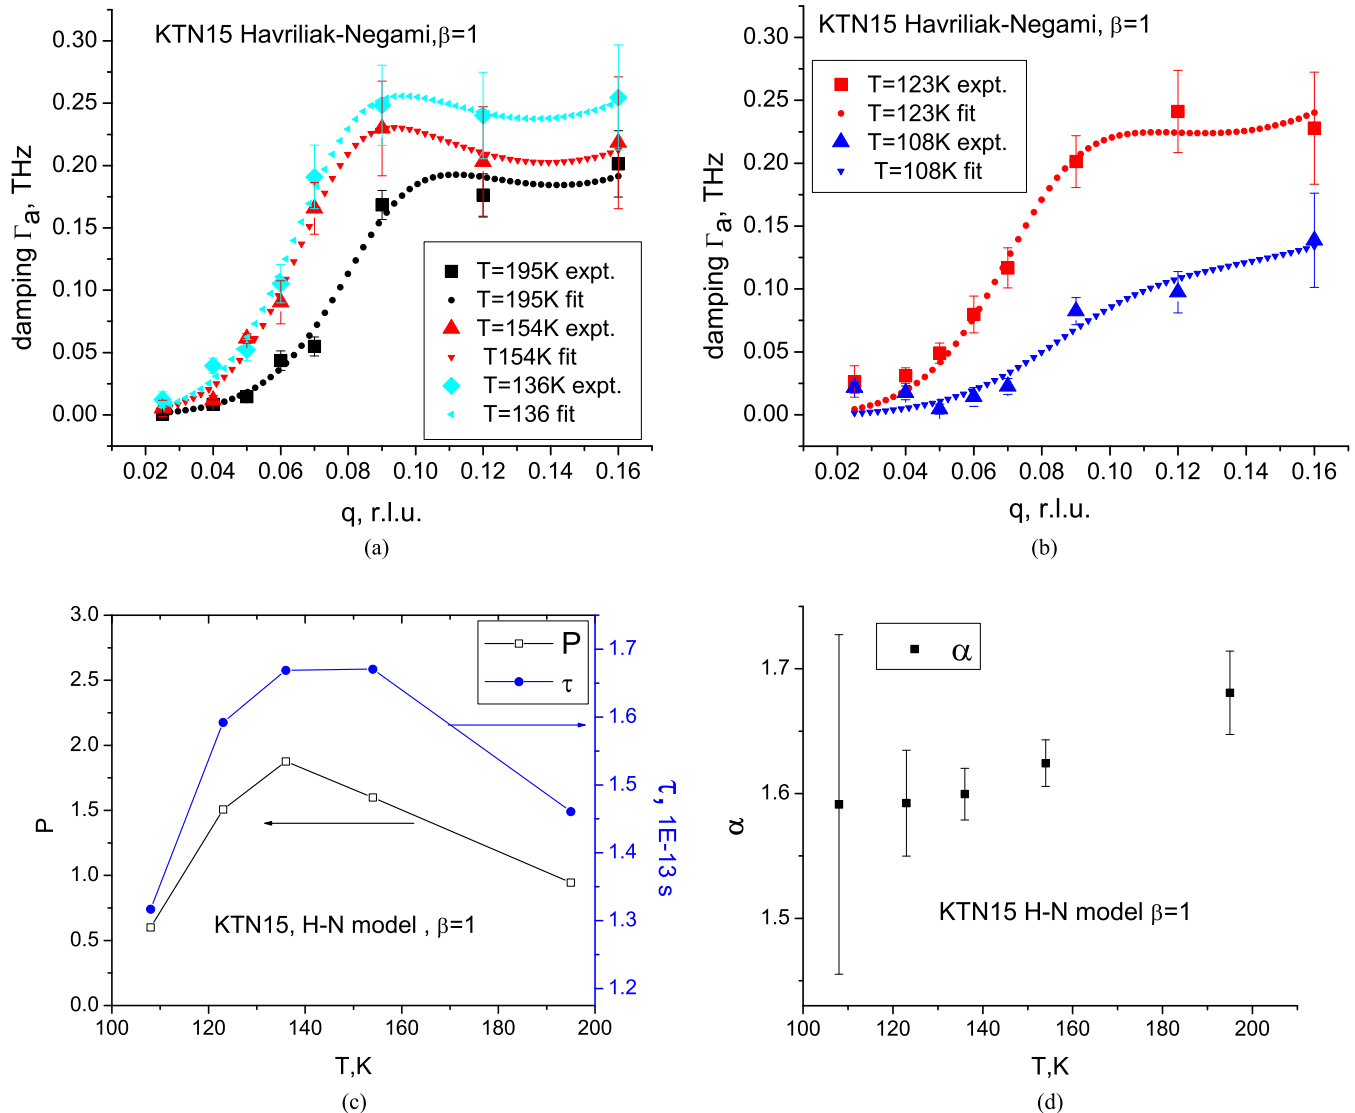 KTN15 Havriliak-Negami,β=1
0.30
0.25
0.20
0.15
0.10
0.05
0.00
damping Γa, THz
T=195K expt.
T=195K fit
T=154K expt.
T154K fit
T=136K expt.
T=136 fit
0.02 0.04 0.06 0.08 0.10 0.12 0.14 0.16
q, r.l.u.
(a)
KTN15 Havriliak-Negami, β=1
0.30
0.25
0.20
0.15
0.10
0.05
0.00
damping Γa, THz
T=123K expt.
T=123K fit
T=108K expt.
T=108K fit
0.02 0.04 0.06 0.08 0.10 0.12 0.14 0.16
q, r.l.u.
(b)
3.0
2.5
2.0
1.5
1.0
0.5
0.0
P
P
τ
1.7
1.6
1.5
1.4
1.3
1.2
τ, 1E-13 s
KTN15, H-N model , β=1
100 120 140 160 180 200
T,K
(c)
1.7
1.6
1.5
α
α
KTN15 H-N model β=1
100 120 140 160 180 200
T,K
(d)